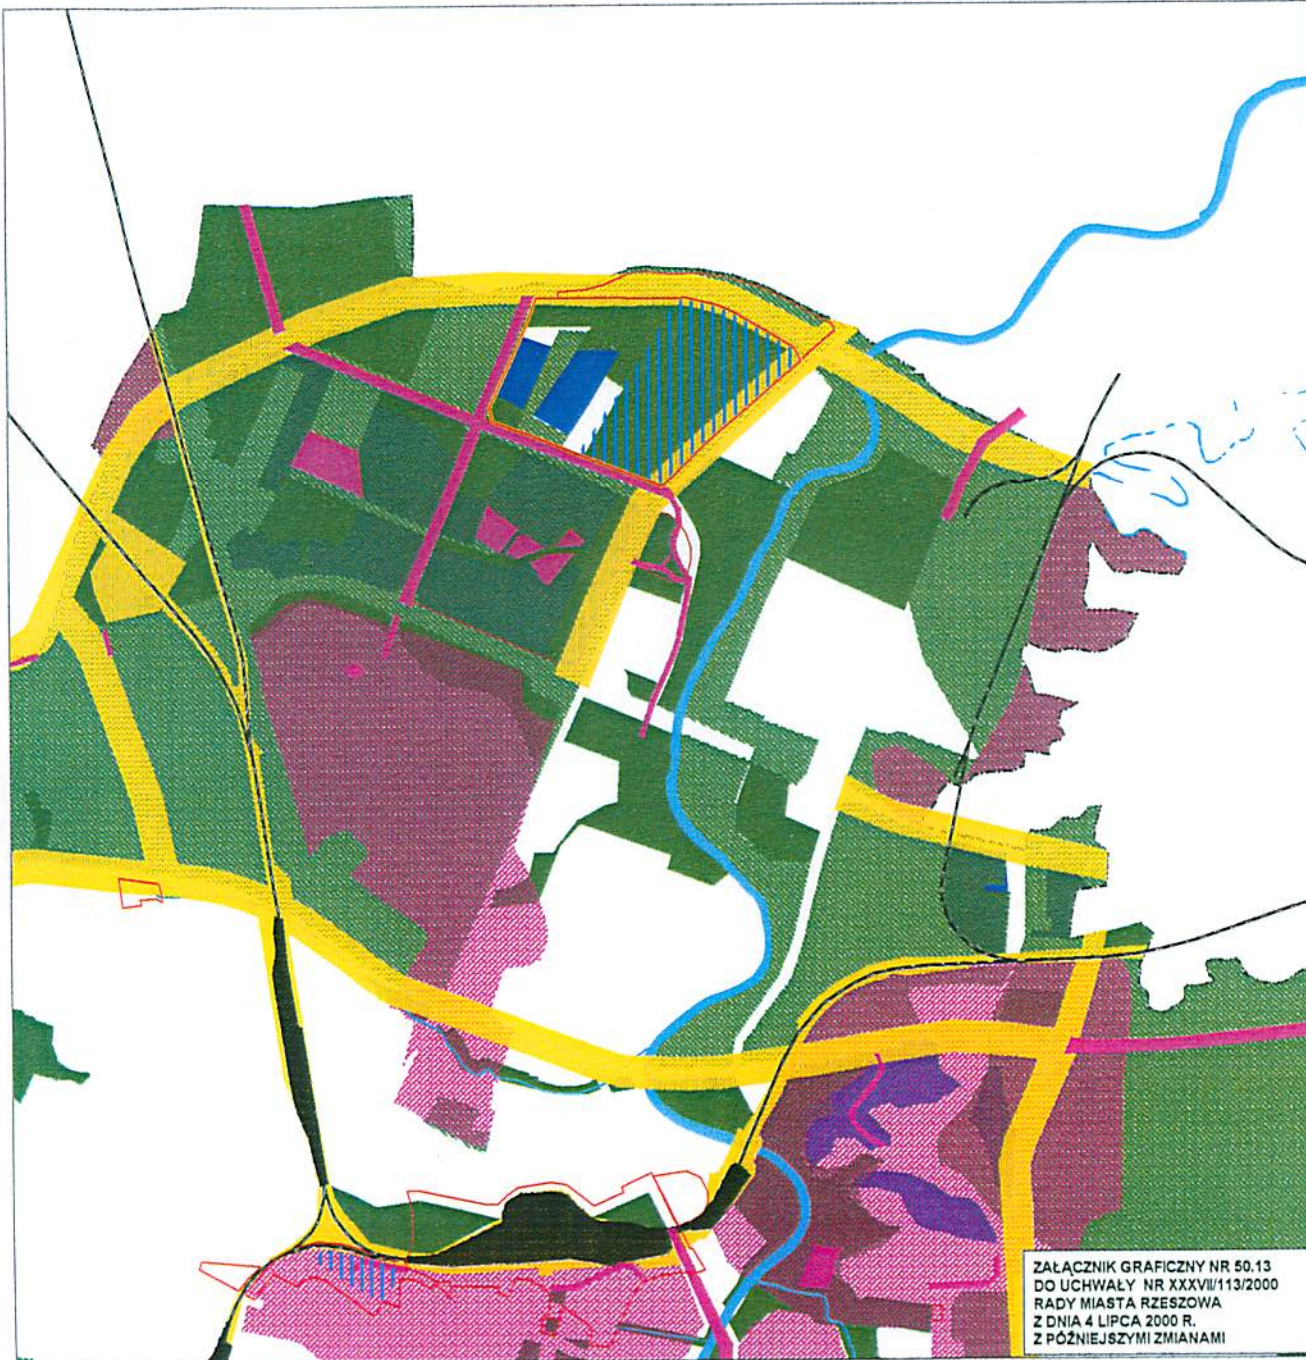 ZAŁĄCZNIK GRAFICZNY NR 50.13
DO UCHWAŁY NR XXXVII/113/2000
RADY MIASTA RZESZOWA
Z DNIA 4 LIPCA 2000 R.
Z PÓŹNIEJSZYMI ZMIANAMI